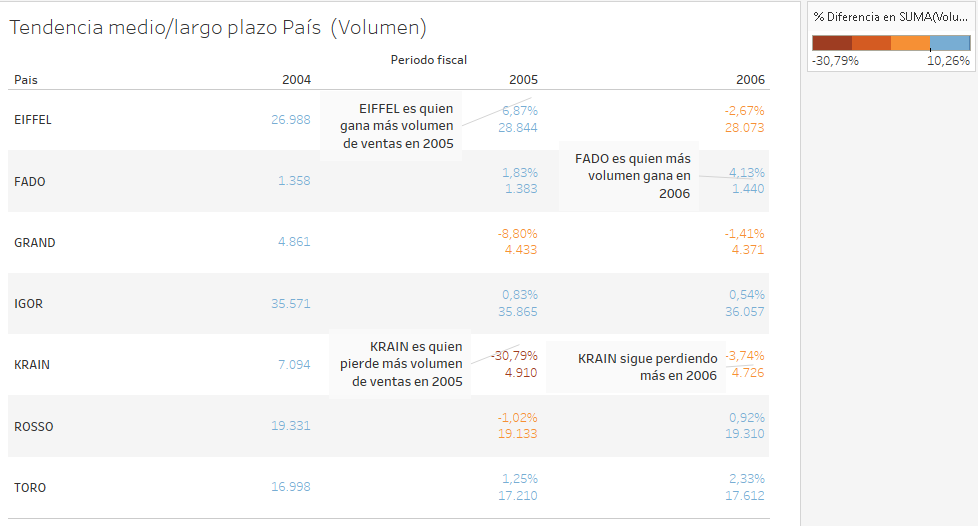 Tendencia medio/largo plazo País (Volumen)
% Diferencia en SUMA(Volu...
-30,79% 10,26%
Periodo fiscal
Pais 2004 2005 2006
EIFFEL 26.988
EIFFEL es quien
gana más volumen
de ventas en 2005
6,87% -2,67%
28.844 28.073
FADO 1.358
1,83% 4,13%
1.383 1.440
FADO es quien más
volumen gana en
2006
GRAND 4.861
-8,80% -1,41%
4.433 4.371
IGOR 35.571
0,83% 0,54%
35.865 36.057
KRAIN 7.094
KRAIN es quien
pierde más volumen
de ventas en 2005
-30,79% -3,74%
4.910 4.726
KRAIN sigue perdiendo
más en 2006
ROSSO 19.331
-1,02% 0,92%
19.133 19.310
TORO 16.998
1,25% 2,33%
17.210 17.612